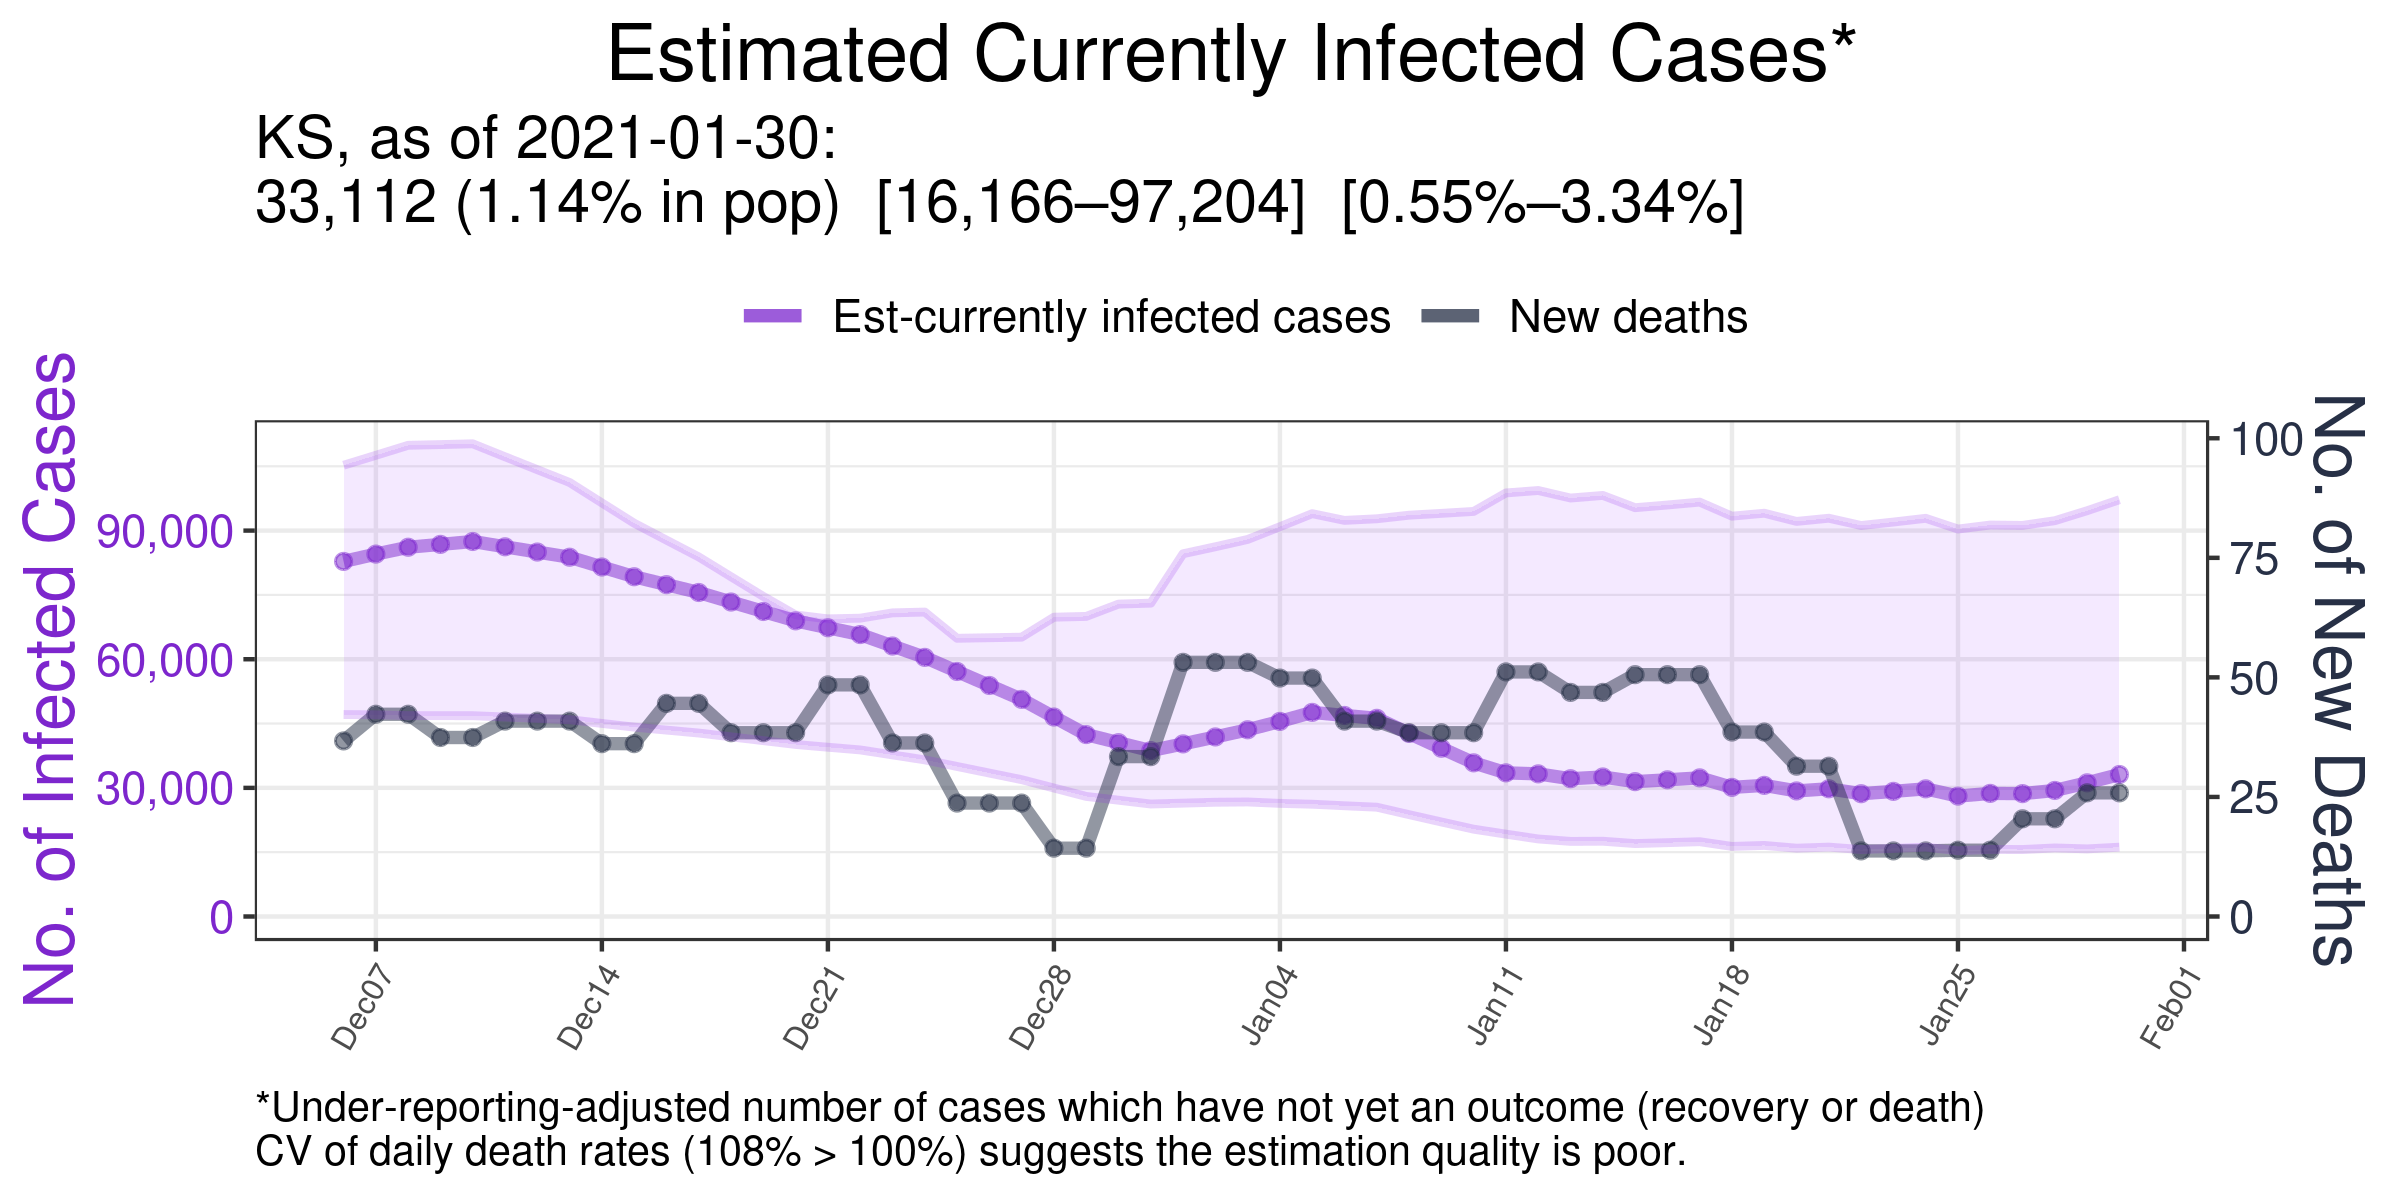 Estimated Currently Infected Cases*
KS, as of 2021-01-30:
33,112 (1.14% in pop)  [16,166–97,204]  [0.55%–3.34%]
Est-currently infected cases
New deaths
No. of Infected Cases
90,000
60,000
30,000
0
100
75
50
25
0
No. of New Deaths
Dec07
Dec14
Dec21
Dec28
Jan04
Jan11
Jan18
Jan25
Feb01
*Under-reporting-adjusted number of cases which have not yet an outcome (recovery or death)
CV of daily death rates (108% > 100%) suggests the estimation quality is poor.